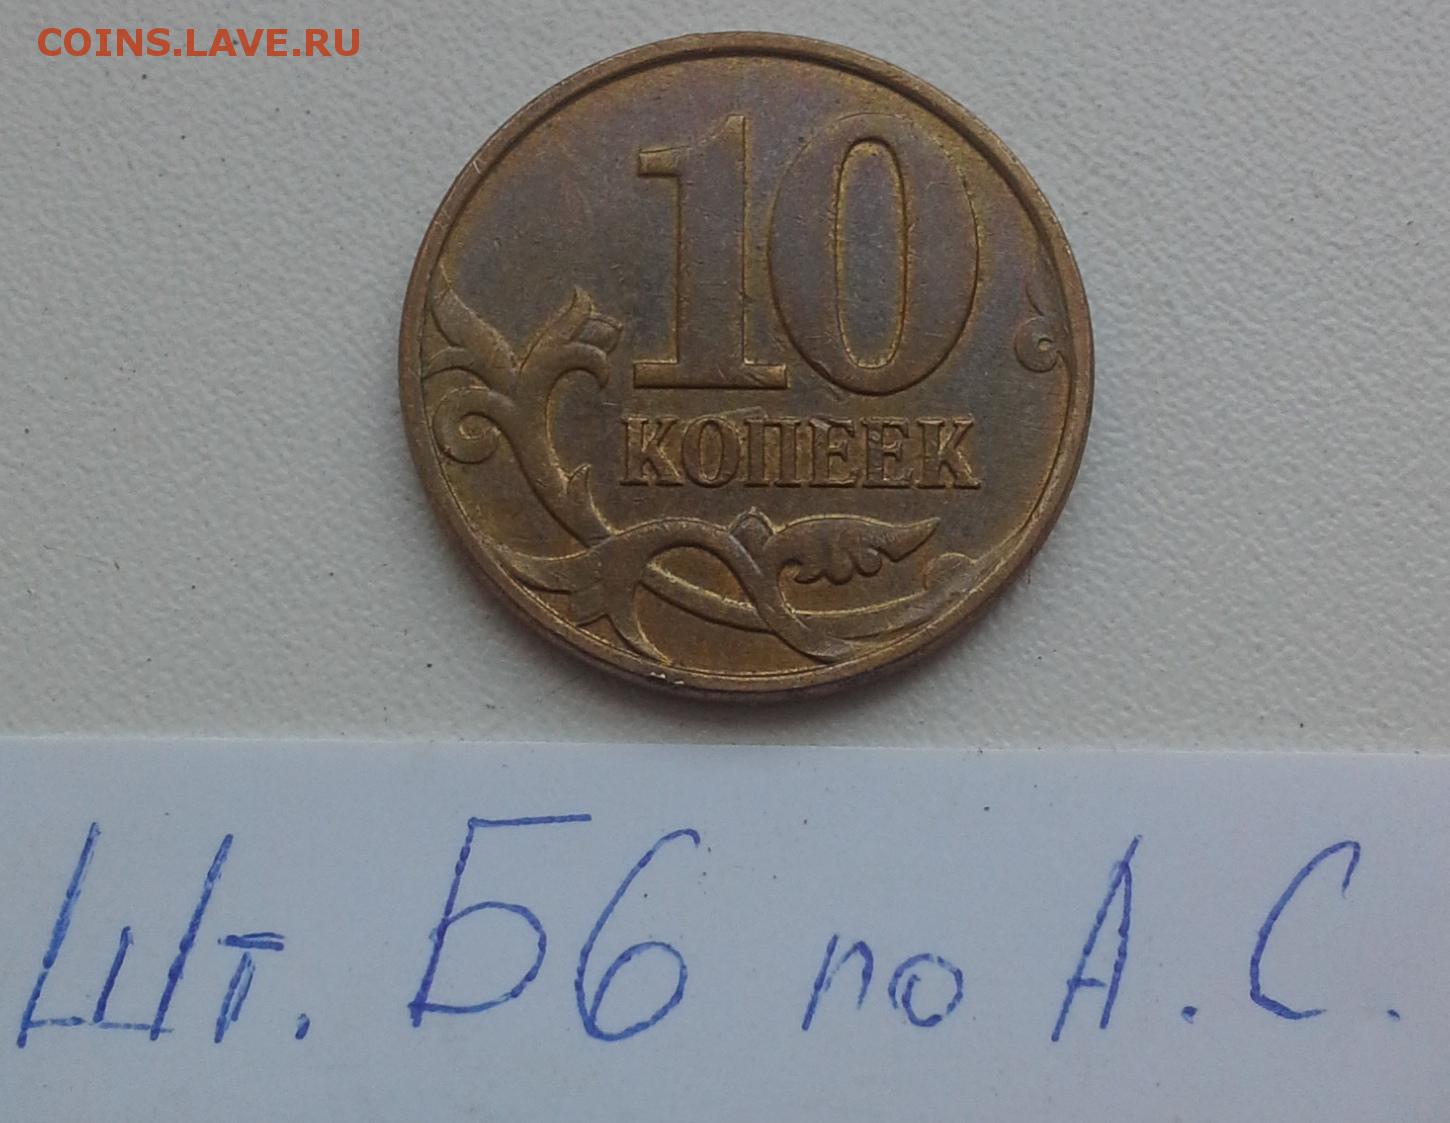 COINS.LAVE.RU
10
КОПЕЕК
Шт. Б6 по А.С.